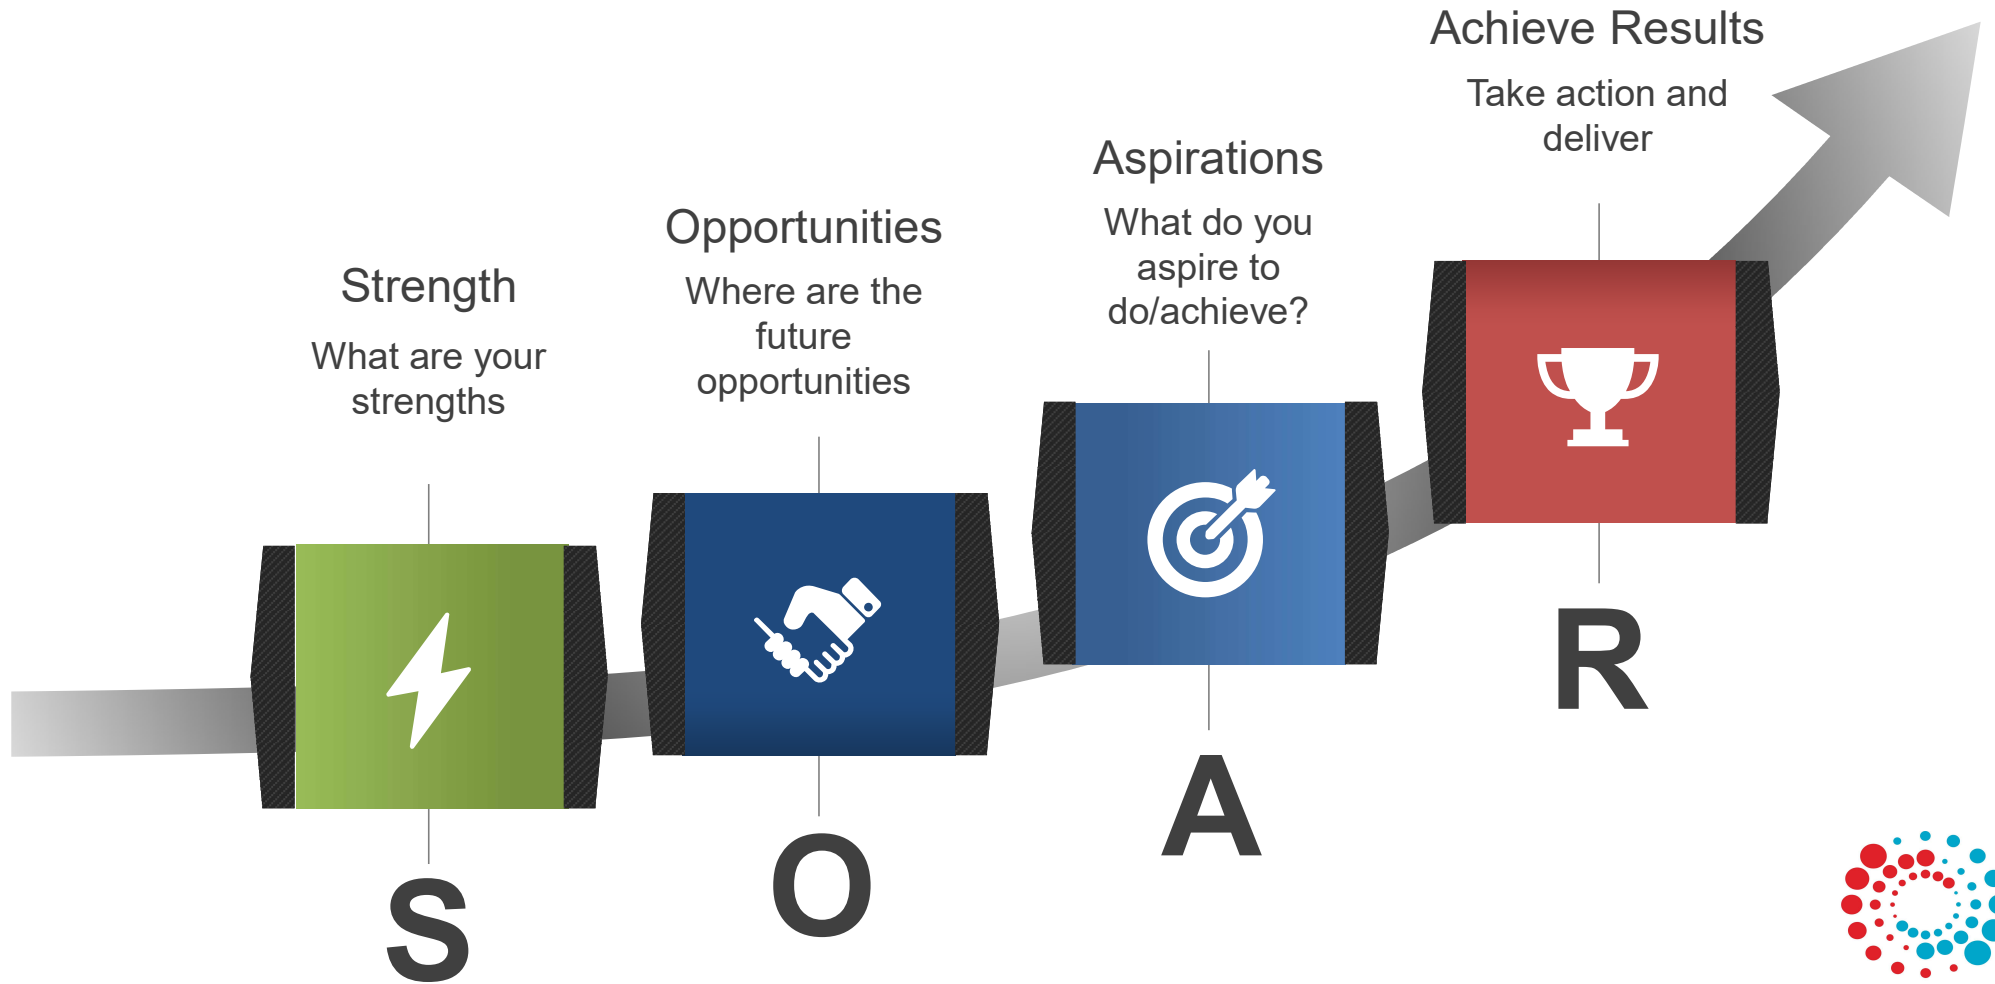 Strength
What are your
strengths
S
Opportunities
Where are the
future
opportunities
O
Aspirations
What do you
aspire to
do/achieve?
A
Achieve Results
Take action and
deliver
R